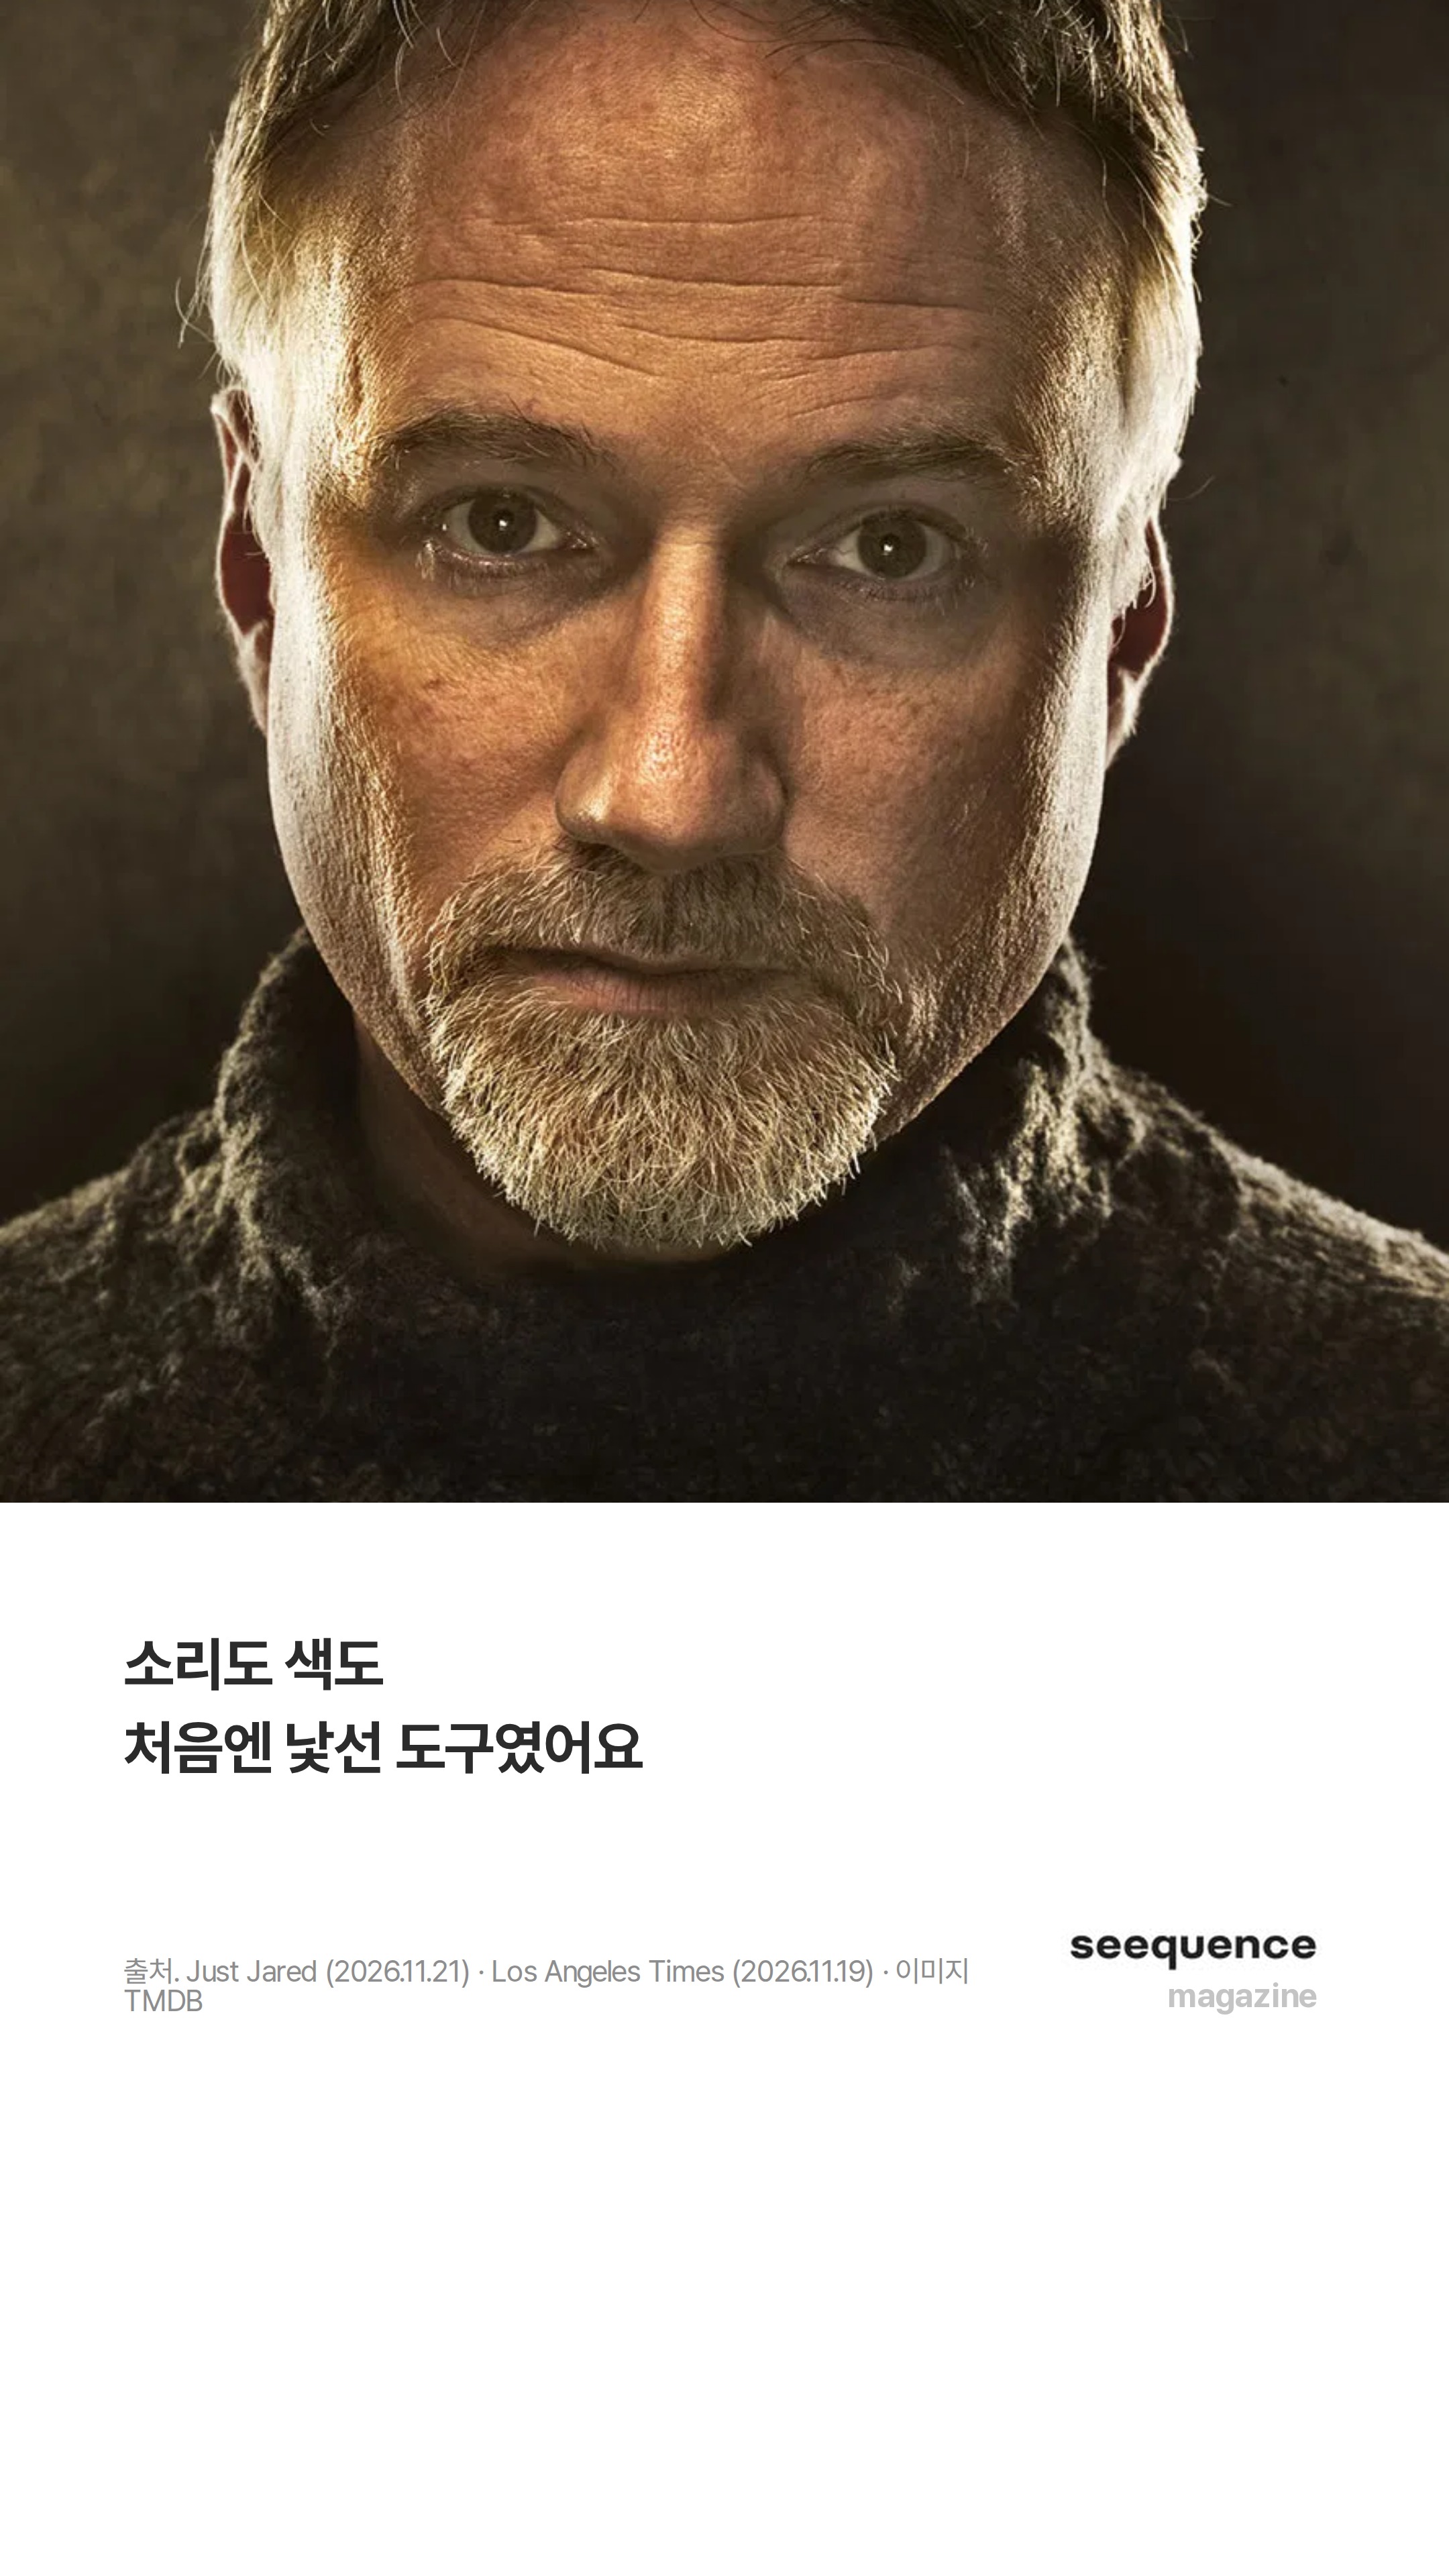 소리도 색도
처음엔 낯선 도구였어요
출처. Just Jared (2026.11.21) · Los Angeles Times (2026.11.19) · 이미지
TMDB
seequence
magazine